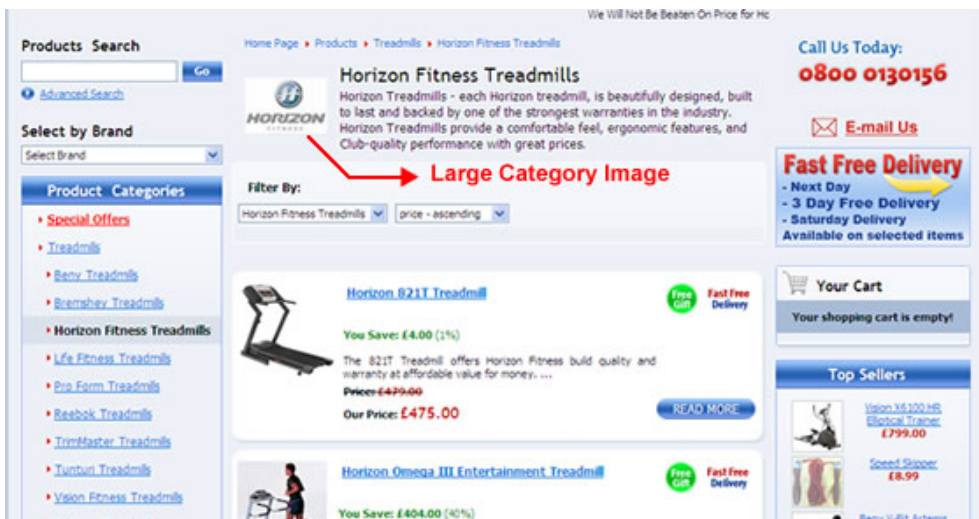 We Will Not Be Beaten On Price for Ho
Products Search
Go
Advanced Search
Select by Brand
Select Brand
Product Categories
Special Offers
Treadmills
Beny Treadmills
Bremshey Treadmills
Horizon Fitness Treadmills
Life Fitness Treadmills
Pro Form Treadmills
Reebok Treadmills
TrimMaster Treadmills
Tunturi Treadmills
Vision Fitness Treadmills
Home Page Products Treadmills Horizon Fitness Treadmills
HORIZON
FITNESS
Horizon Fitness Treadmills
Horizon Treadmills - each Horizon treadmill, is beautifully designed, built
to last and backed by one of the strongest warranties in the industry.
Horizon Treadmills provide a comfortable feel, ergonomic features, and
Club-quality performance with great prices.
Large Category Image
Filter By:
Horizon Fitness Treadmills
price - ascending
Horizon 821T Treadmill
Free Gift
Fast Free Delivery
You Save: £4.00 (1%)
The 821T Treadmill offers Horizon Fitness build quality and
warranty at affordable value for money. ...
Price: £479.00
Our Price: £475.00
READ MORE
Horizon Omega III Entertainment Treadmill
Free Gift
Fast Free Delivery
You Save: £404.00 (40%)
Call Us Today:
0800 0130156
E-mail Us
Fast Free Delivery
- Next Day
- 3 Day Free Delivery
- Saturday Delivery
Available on selected items
Your Cart
Your shopping cart is empty!
Top Sellers
Vision X6100 HR
Elliptical Trainer
£799.00
Speed Skipper
£8.99